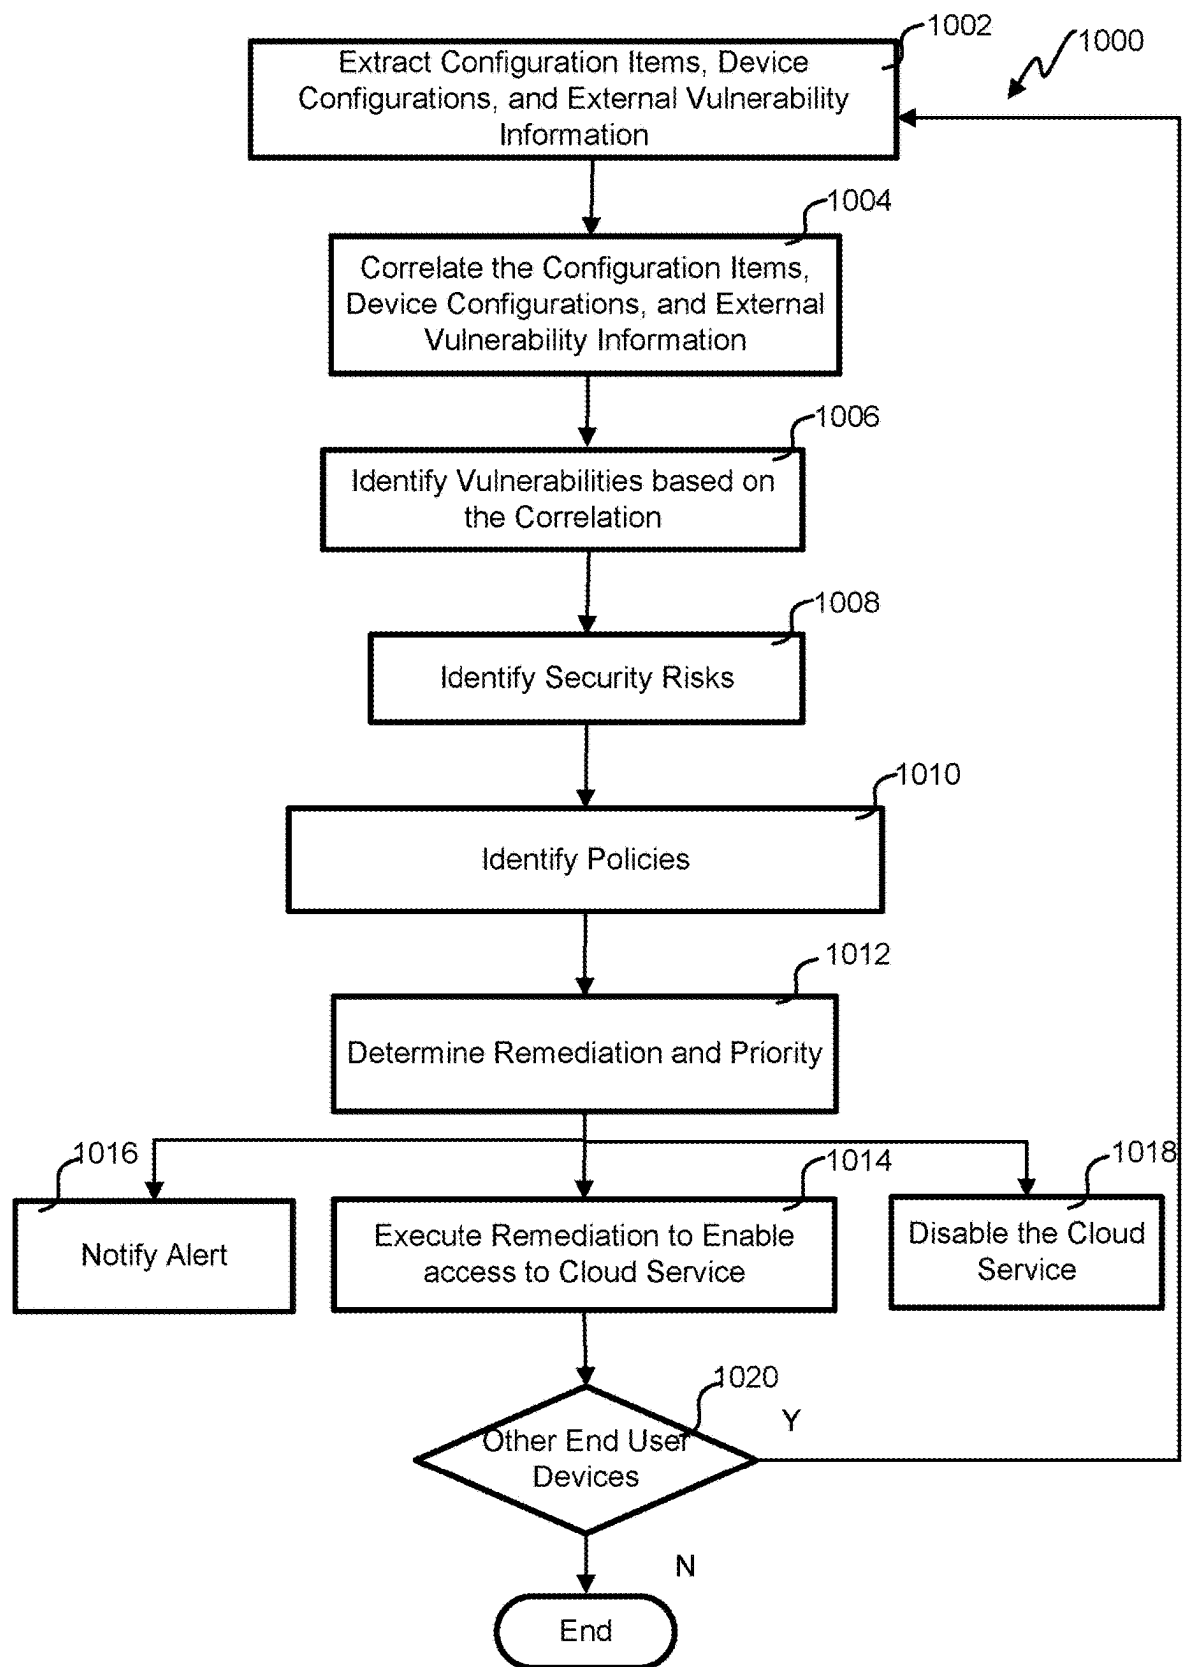 1002
1000
Extract Configuration Items, Device
Configurations, and External Vulnerability
Information
1004
Correlate the Configuration Items,
Device Configurations, and External
Vulnerability Information
1006
Identify Vulnerabilities based on
the Correlation
1008
Identify Security Risks
1010
Identify Policies
1012
Determine Remediation and Priority
1016
1014
1018
Notify Alert
Execute Remediation to Enable
access to Cloud Service
Disable the Cloud
Service
1020
Y
Other End User
Devices
N
End